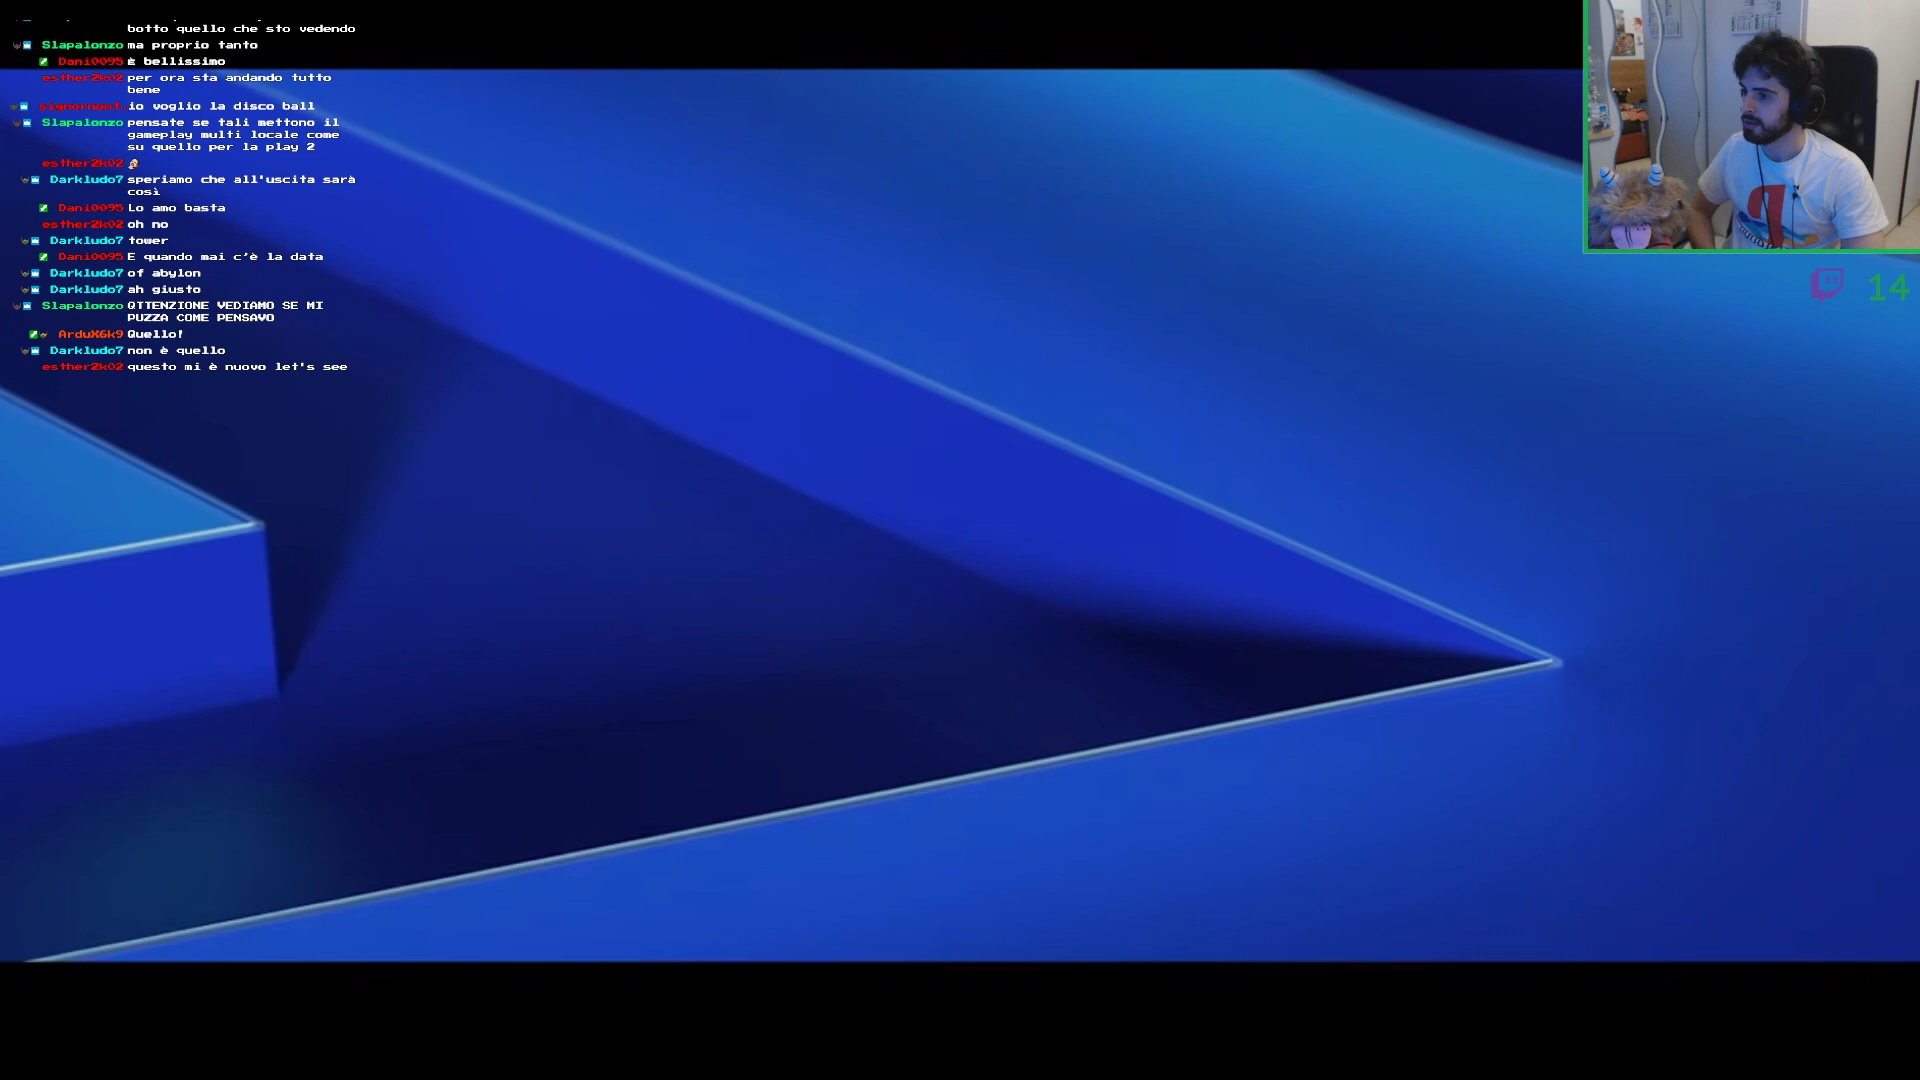 botto quello che sto vedendo
Slapalonzo ma proprio tanto
Dani0095 è bellissimo
esther2k02 per ora sta andando tutto
bene
io voglio la disco ball
Slapalonzo pensate se tali mettono il
gameplay multi locale come
su quello per la play 2
esther2k02
Darkludo7 speriamo che all'uscita sarà
così
Dani0095 Lo amo basta
esther2k02 oh no
Darkludo7 tower
Dani0095 E quando mai c'è la data
Darkludo7 of abylon
Darkludo7 ah giusto
Slapalonzo QTTENZIONE VEDIAMO SE MI
PUZZA COME PENSAVO
ArduX6k9 Quello!
Darkludo7 non è quello
esther2k02 questo mi è nuovo let's see
14